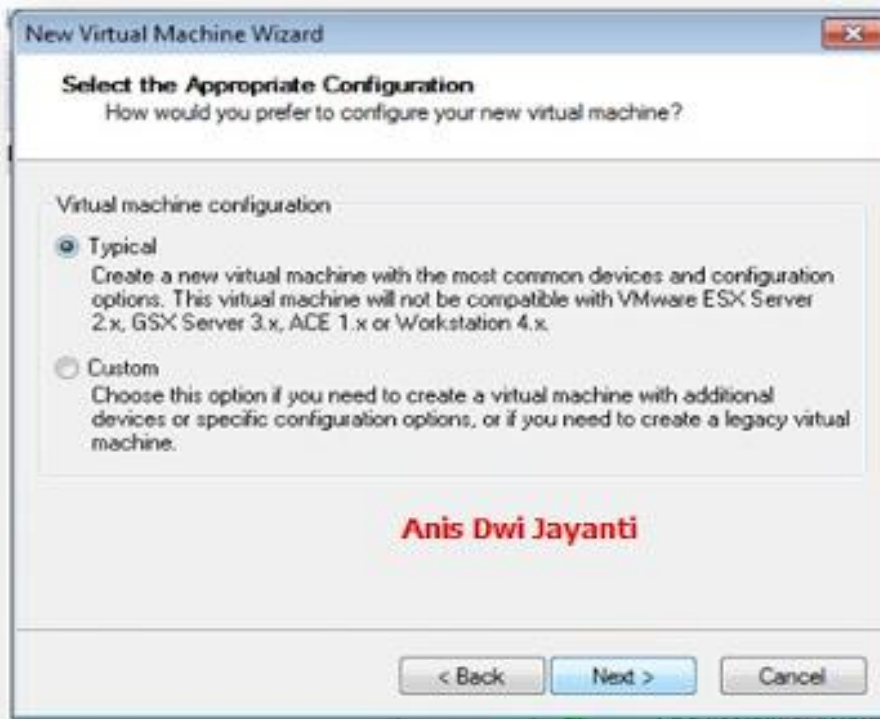 New Virtual Machine Wizard
Select the Appropriate Configuration
How would you prefer to configure your new virtual machine?
Virtual machine configuration
Typical
Create a new virtual machine with the most common devices and configuration
options. This virtual machine will not be compatible with VMware ESX Server
2.x, GSX Server 3.x, ACE 1.x or Workstation 4.x.
Custom
Choose this option if you need to create a virtual machine with additional
devices or specific configuration options, or if you need to create a legacy virtual
machine.
Anis Dwi Jayanti
< Back Next > Cancel